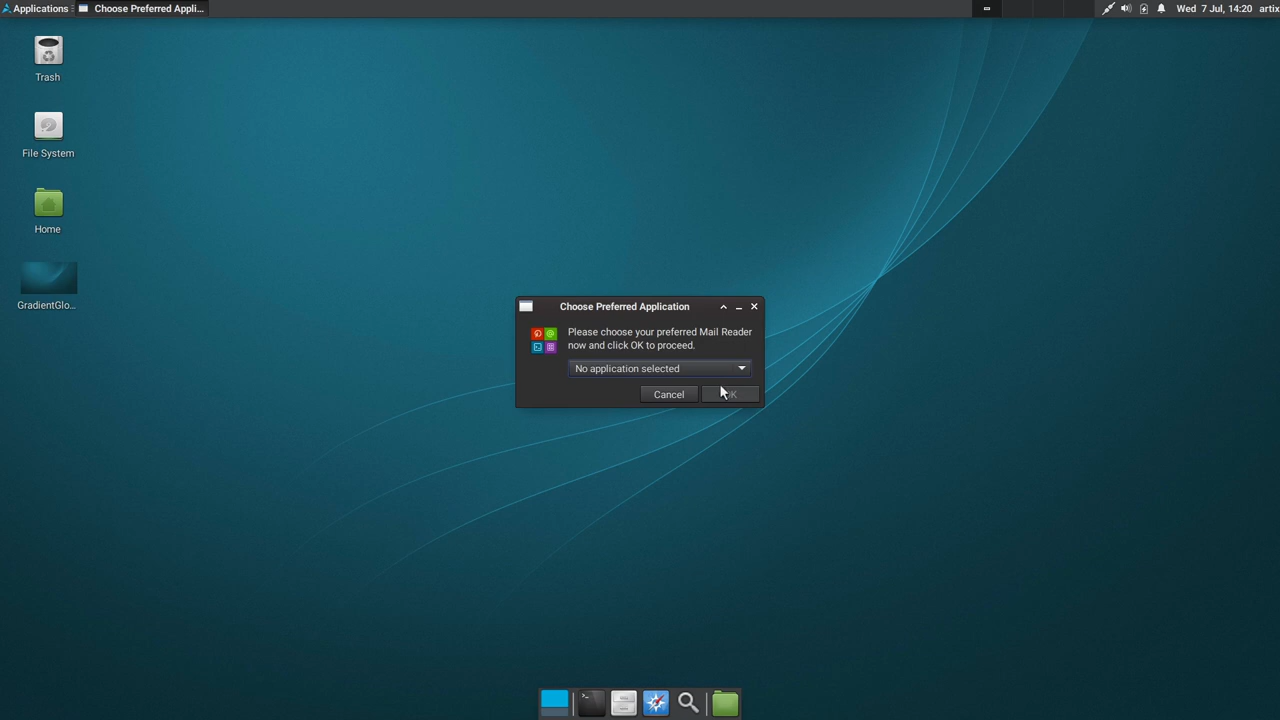 Applications
Choose Preferred Appli...
Wed 7 Jul, 14:20
artix
Trash
File System
Home
GradientGlo...
Choose Preferred Application
Please choose your preferred Mail Reader
now and click OK to proceed.
No application selected
Cancel